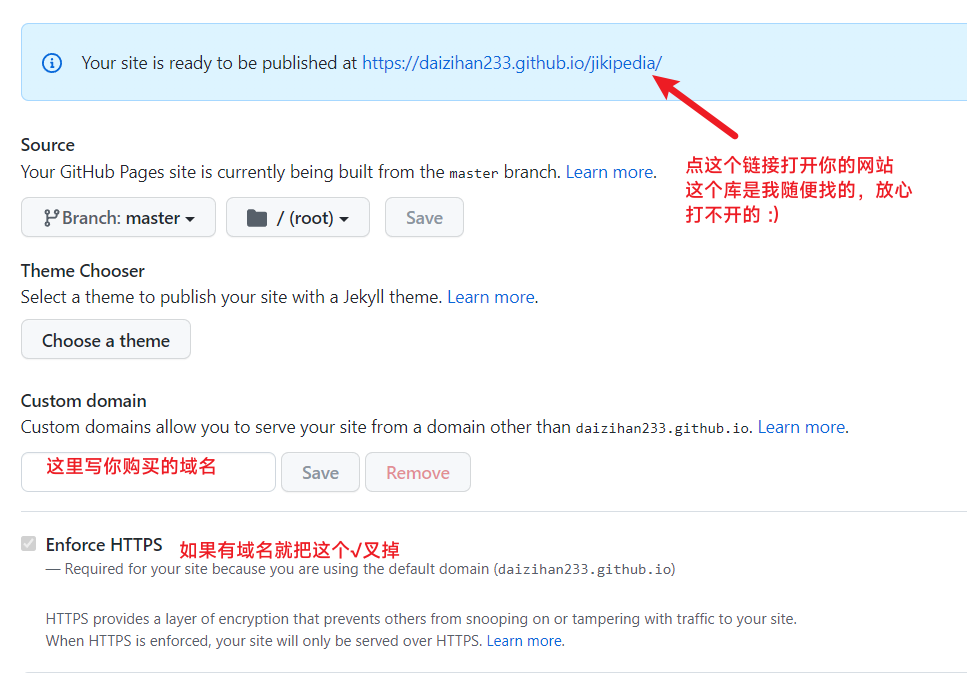 Your site is ready to be published at https://daizihan233.github.io/jikipedia/
点这个链接打开你的网站
这个库是我随便找的，放心
打不开的 :)
Source
Your GitHub Pages site is currently being built from the master branch. Learn more.
Branch: master
/ (root)
Save
Theme Chooser
Select a theme to publish your site with a Jekyll theme. Learn more.
Choose a theme
Custom domain
Custom domains allow you to serve your site from a domain other than daizihan233.github.io. Learn more.
这里写你购买的域名
Save
Remove
Enforce HTTPS
如果有域名就把这个√叉掉
— Required for your site because you are using the default domain (daizihan233.github.io)
HTTPS provides a layer of encryption that prevents others from snooping on or tampering with traffic to your site.
When HTTPS is enforced, your site will only be served over HTTPS. Learn more.